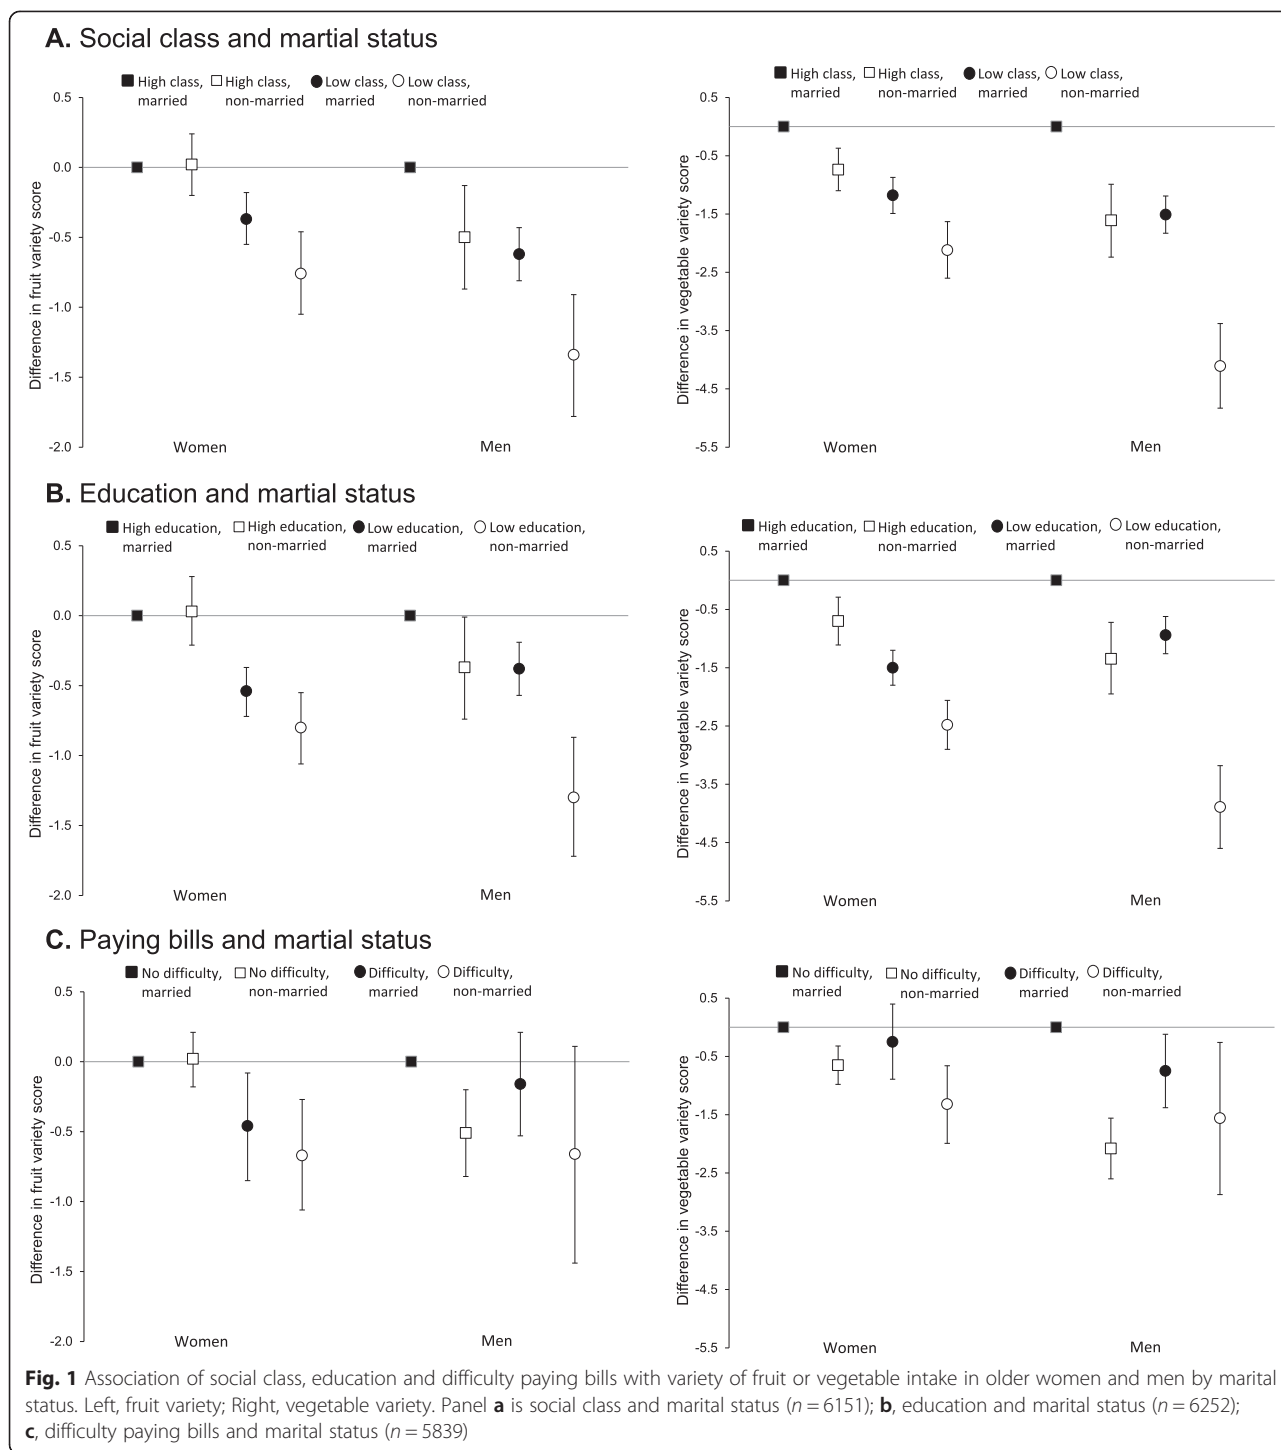 A. Social class and martial status
High class, married
High class, non-married
Low class, married
Low class, non-married
0.5
0.0
-0.5
-1.0
-1.5
-2.0
Difference in fruit variety score
Women
Men
High class, married
High class, non-married
Low class, married
Low class, non-married
0.5
-0.5
-1.5
-2.5
-3.5
-4.5
-5.5
Difference in vegetable variety score
Women
Men
B. Education and martial status
High education, married
High education, non-married
Low education, married
Low education, non-married
0.5
0.0
-0.5
-1.0
-1.5
-2.0
Difference in fruit variety score
Women
Men
High education, married
High education, non-married
Low education, married
Low education, non-married
0.5
-0.5
-1.5
-2.5
-3.5
-4.5
-5.5
Difference in vegetable variety score
Women
Men
C. Paying bills and martial status
No difficulty, married
No difficulty, non-married
Difficulty, married
Difficulty, non-married
0.5
0.0
-0.5
-1.0
-1.5
-2.0
Difference in fruit variety score
Women
Men
No difficulty, married
No difficulty, non-married
Difficulty, married
Difficulty, non-married
0.5
-0.5
-1.5
-2.5
-3.5
-4.5
-5.5
Difference in vegetable variety score
Women
Men
Fig. 1 Association of social class, education and difficulty paying bills with variety of fruit or vegetable intake in older women and men by marital
status. Left, fruit variety; Right, vegetable variety. Panel a is social class and marital status (n = 6151); b, education and marital status (n = 6252);
c, difficulty paying bills and marital status (n = 5839)